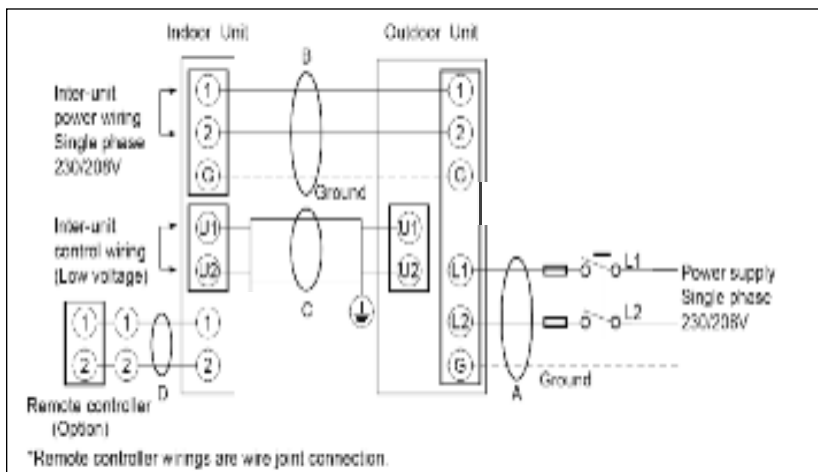 Indoor Unit
Outdoor Unit
B
Inter-unit
power wiring
Single phase
230/208V
1
2
G
1
2
G
Ground
Inter-unit
control wiring
(Low voltage)
U1
U2
U1
U2
C
L1
L2
G
L1
L2
Power supply
Single phase
230/208V
Ground
A
1
2
1
2
1
2
D
Remote controller
(Option)
*Remote controller wirings are wire joint connection.